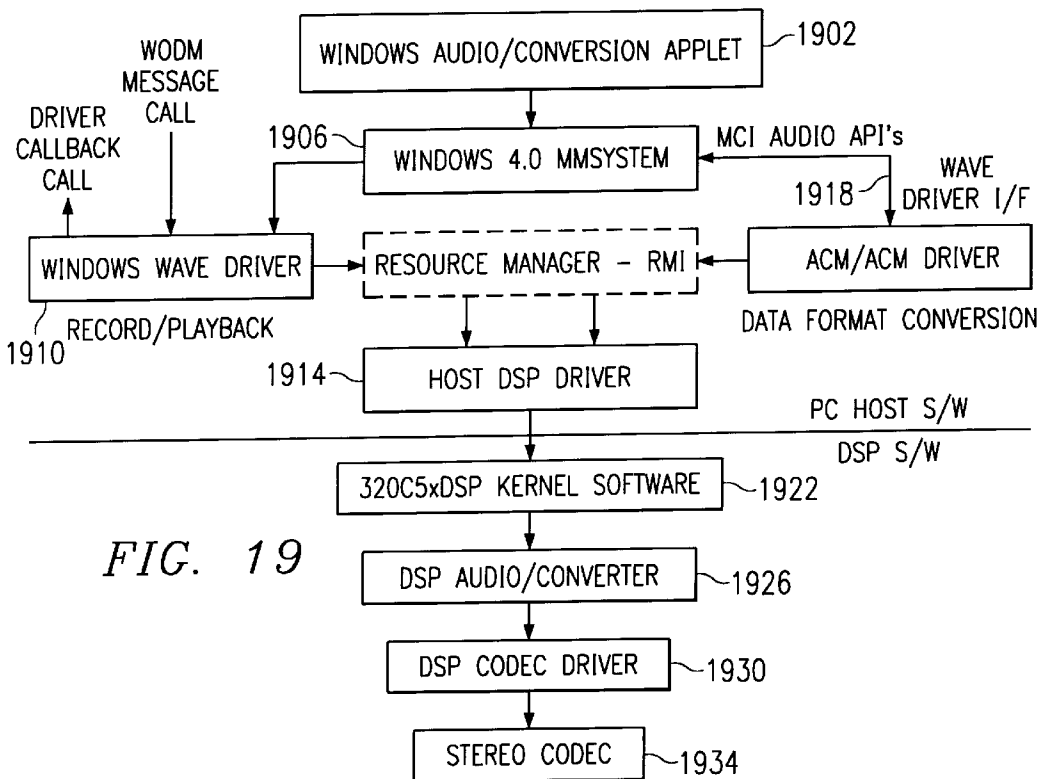 WINDOWS AUDIO/CONVERSION APPLET
1902
WODM
MESSAGE
CALL
DRIVER
CALLBACK
CALL
1906
WINDOWS 4.0 MMSYSTEM
MCI AUDIO API's
1918
WAVE
DRIVER I/F
WINDOWS WAVE DRIVER
RESOURCE MANAGER – RMI
ACM/ACM DRIVER
1910
RECORD/PLAYBACK
DATA FORMAT CONVERSION
1914
HOST DSP DRIVER
PC HOST S/W
DSP S/W
320C5xDSP KERNEL SOFTWARE
1922
FIG. 19
DSP AUDIO/CONVERTER
1926
DSP CODEC DRIVER
1930
STEREO CODEC
1934